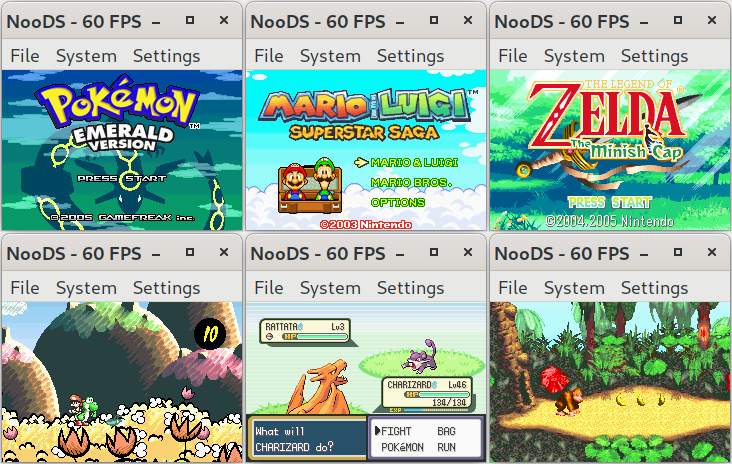 NooDS - 60 FPS
File System Settings
POKéMON
EMERALD
VERSION
TM
PRESS START
©2005 GAMEFREAK inc.
NooDS - 60 FPS
File System Settings
MARIO & LUIGI TM
SUPERSTAR SAGA
MARIO & LUIGI
MARIO BROS.
OPTIONS
©2003 Nintendo
NooDS - 60 FPS
File System Settings
THE LEGEND OF
ZELDA ®
The Minish Cap
PRESS START
©2004,2005 Nintendo
NooDS - 60 FPS
File System Settings
10
NooDS - 60 FPS
File System Settings
RATTATA♂ Lv3
HP
CHARIZARD♂ Lv46
HP
134/134
EXP
What will
CHARIZARD do?
FIGHT BAG
POKéMON RUN
NooDS - 60 FPS
File System Settings